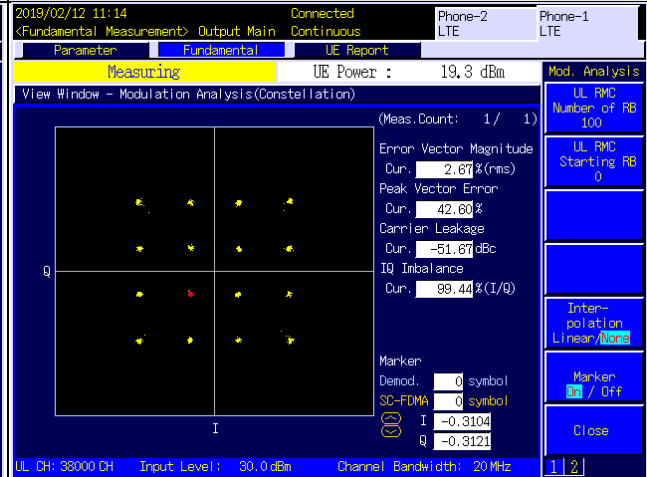 2019/02/12 11:14 Connected Phone-2 Phone-1
<Fundamental Measurement> Output Main Continuous LTE LTE
Parameter Fundamental UE Report
Measuring UE Power : 19.3 dBm Mod. Analysis
View Window - Modulation Analysis(Constellation)
UL RMC
Number of RB
100
(Meas.Count: 1/ 1)
Error Vector Magnitude
Cur. 2.67 %(rms)
UL RMC
Starting RB
0
Peak Vector Error
Cur. 42.60 %
Carrier Leakage
Cur. -51.67 dBc
IQ Imbalance
Cur. 99.44 %(I/Q)
Q
I
Inter-
polation
Linear/None
Marker
Demod. 0 symbol
SC-FDMA 0 symbol
I -0.3104
Q -0.3121
Marker
On / Off
Close
UL CH: 38000 CH Input Level: 30.0 dBm Channel Bandwidth: 20 MHz 1 2